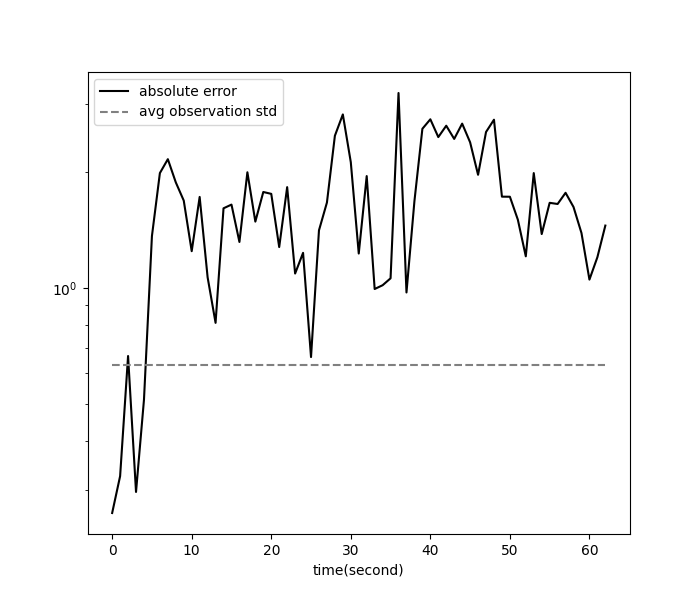 absolute error
avg observation std
10⁰
0 10 20 30 40 50 60
time(second)